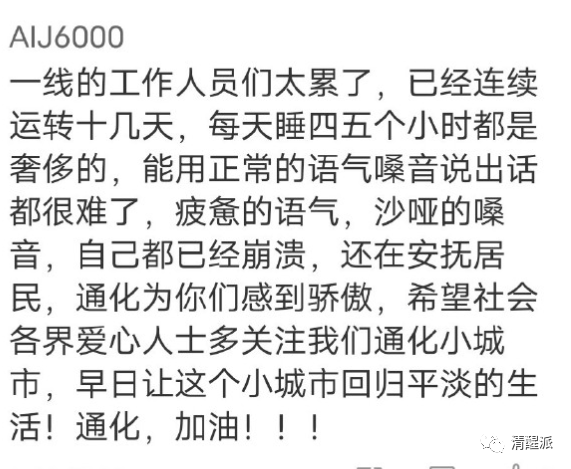 AIJ6000
一线的工作人员们太累了，已经连续
运转十几天，每天睡四五个小时都是
奢侈的，能用正常的语气嗓音说出话
都很难了，疲惫的语气，沙哑的嗓
音，自己都已经崩溃，还在安抚居
民，通化为你们感到骄傲，希望社会
各界爱心人士多关注我们通化小城
市，早日让这个小城市回归平淡的生
活！通化，加油！！！
清醒派